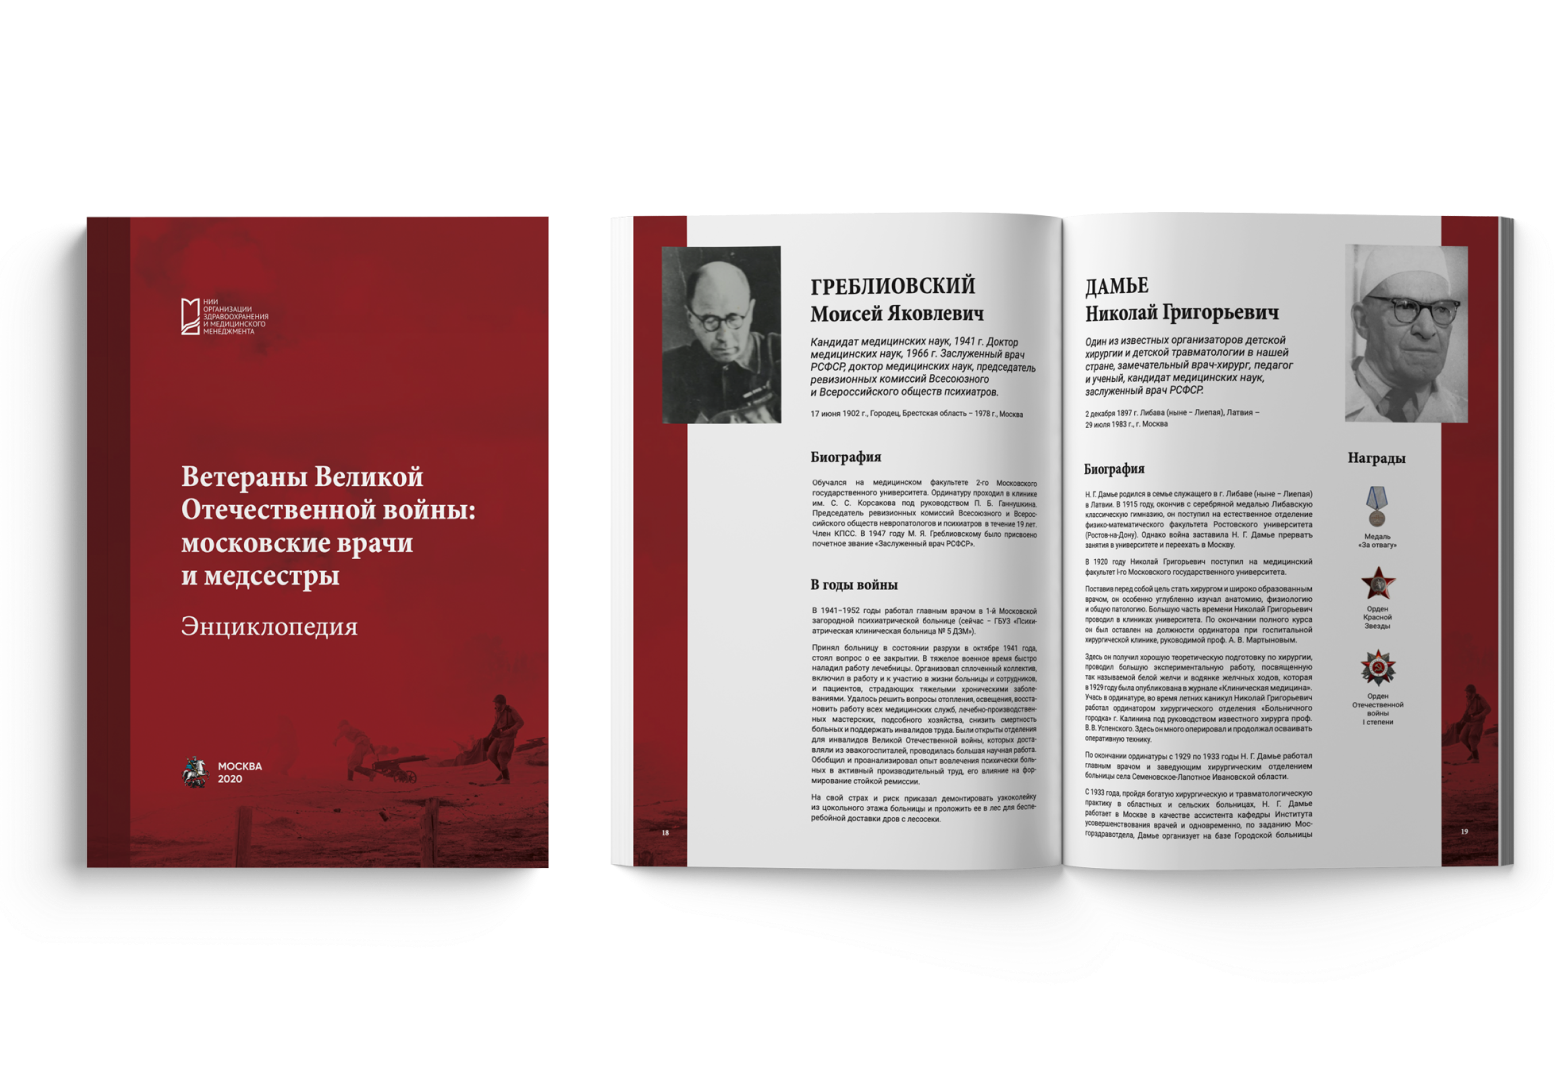 НИИ
ОРГАНИЗАЦИИ
ЗДРАВООХРАНЕНИЯ
И МЕДИЦИНСКОГО
МЕНЕДЖМЕНТА
Ветераны Великой
Отечественной войны:
московские врачи
и медсестры
Энциклопедия
МОСКВА
2020
ГРЕБЛИОВСКИЙ
Моисей Яковлевич
Кандидат медицинских наук, 1941 г. Доктор
медицинских наук, 1966 г. Заслуженный врач
РСФСР, доктор медицинских наук, председатель
ревизионных комиссий Всесоюзного
и Всероссийского обществ психиатров.
17 июня 1902 г., Городец, Брестская область – 1978 г., Москва
Биография
Обучался на медицинском факультете 2-го Московского
государственного университета. Ординатуру проходил в клинике
им. С. С. Корсакова под руководством П. Б. Ганнушкина.
Председатель ревизионных комиссий Всесоюзного и Всерос-
сийского обществ невропатологов и психиатров в течение 19 лет.
Член КПСС. В 1947 году М. Я. Греблиовскому было присвоено
почетное звание «Заслуженный врач РСФСР».
В годы войны
В 1941–1952 годы работал главным врачом в 1-й Московской
загородной психиатрической больнице (сейчас – ГБУЗ «Психи-
атрическая клиническая больница № 5 ДЗМ»).
Принял больницу в состоянии разрухи в октябре 1941 года,
стоял вопрос о ее закрытии. В тяжелое военное время быстро
наладил работу лечебницы. Организовал сплоченный коллектив,
включил в работу и к участию в жизни больницы и сотрудников,
и пациентов, страдающих тяжелыми хроническими заболе-
ваниями. Удалось решить вопросы отопления, освещения, восста-
новить работу всех медицинских служб, лечебно-производствен-
ных мастерских, подсобного хозяйства, снизить смертность
больных и поддержать инвалидов труда. Были открыты отделения
для инвалидов Великой Отечественной войны, которых доста-
вляли из эвакогоспиталей, проводилась большая научная работа.
Обобщил и проанализировал опыт вовлечения психически боль-
ных в активный производительный труд, его влияние на фор-
мирование стойкой ремиссии.
На свой страх и риск приказал демонтировать узкоколейку
из цокольного этажа больницы и проложить ее в лес для беспе-
ребойной доставки дров с лесосеки.
18
ДАМЬЕ
Николай Григорьевич
Один из известных организаторов детской
хирургии и детской травматологии в нашей
стране, замечательный врач-хирург, педагог
и ученый, кандидат медицинских наук,
заслуженный врач РСФСР.
2 декабря 1897 г. Либава (ныне – Лиепая), Латвия –
29 июля 1983 г., г. Москва
Биография
Н. Г. Дамье родился в семье служащего в г. Либаве (ныне – Лиепая)
в Латвии. В 1915 году, окончив с серебряной медалью Либавскую
классическую гимназию, он поступил на естественное отделение
физико-математического факультета Ростовского университета
(Ростов-на-Дону). Однако война заставила Н. Г. Дамье прервать
занятия в университете и переехать в Москву.
В 1920 году Николай Григорьевич поступил на медицинский
факультет I-го Московского государственного университета.
Поставив перед собой цель стать хирургом и широко образованным
врачом, он особенно углубленно изучал анатомию, физиологию
и общую патологию. Большую часть времени Николай Григорьевич
проводил в клиниках университета. По окончании полного курса
он был оставлен на должности ординатора при госпитальной
хирургической клинике, руководимой проф. А. В. Мартыновым.
Здесь он получил хорошую теоретическую подготовку по хирургии,
проводил большую экспериментальную работу, посвященную
так называемой белой желчи и водянке желчных ходов, которая
в 1929 году была опубликована в журнале «Клиническая медицина».
Учась в ординатуре, во время летних каникул Николай Григорьевич
работал ординатором хирургического отделения «Больничного
городка» г. Калинина под руководством известного хирурга проф.
В. В. Успенского. Здесь он много оперировал и продолжал осваивать
оперативную технику.
По окончании ординатуры с 1929 по 1933 годы Н. Г. Дамье работал
главным врачом и заведующим хирургическим отделением
больницы села Семеновское-Лапотное Ивановской области.
С 1933 года, пройдя богатую хирургическую и травматологическую
практику в областных и сельских больницах, Н. Г. Дамье
работает в Москве в качестве ассистента кафедры Института
усовершенствования врачей и одновременно, по заданию Мос-
горздравотдела, Дамье организует на базе Городской больницы
Награды
Медаль
«За отвагу»
Орден
Красной
Звезды
Орден
Отечественной
войны
I степени
19